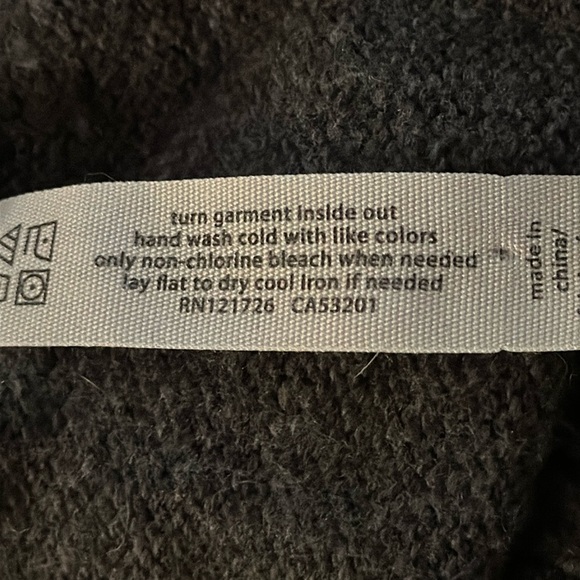 turn garment inside out
hand wash cold with like colors
only non-chlorine bleach when needed
lay flat to dry cool iron if needed
RN121726 CA53201
made in
china/